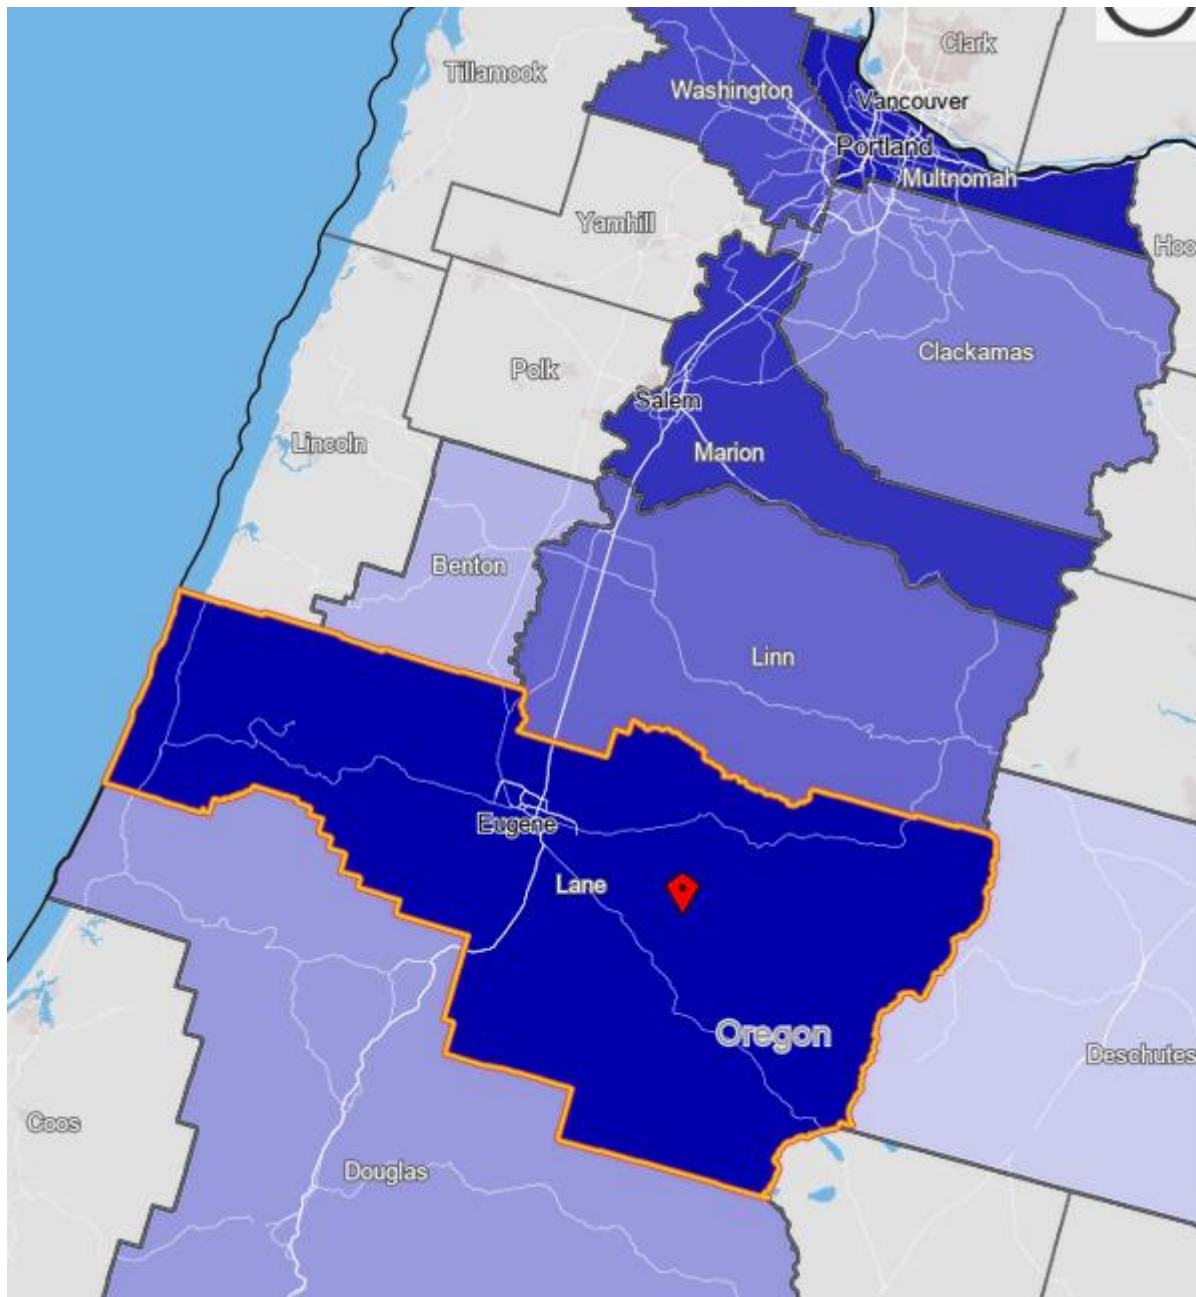 Clark
Tillamook
Washington
Vancouver
Portland
Multnomah
Yamhill
Hoo
Clackamas
Polk
Salem
Lincoln
Marion
Benton
Linn
Eugene
Lane
Oregon
Deschutes
Coos
Douglas